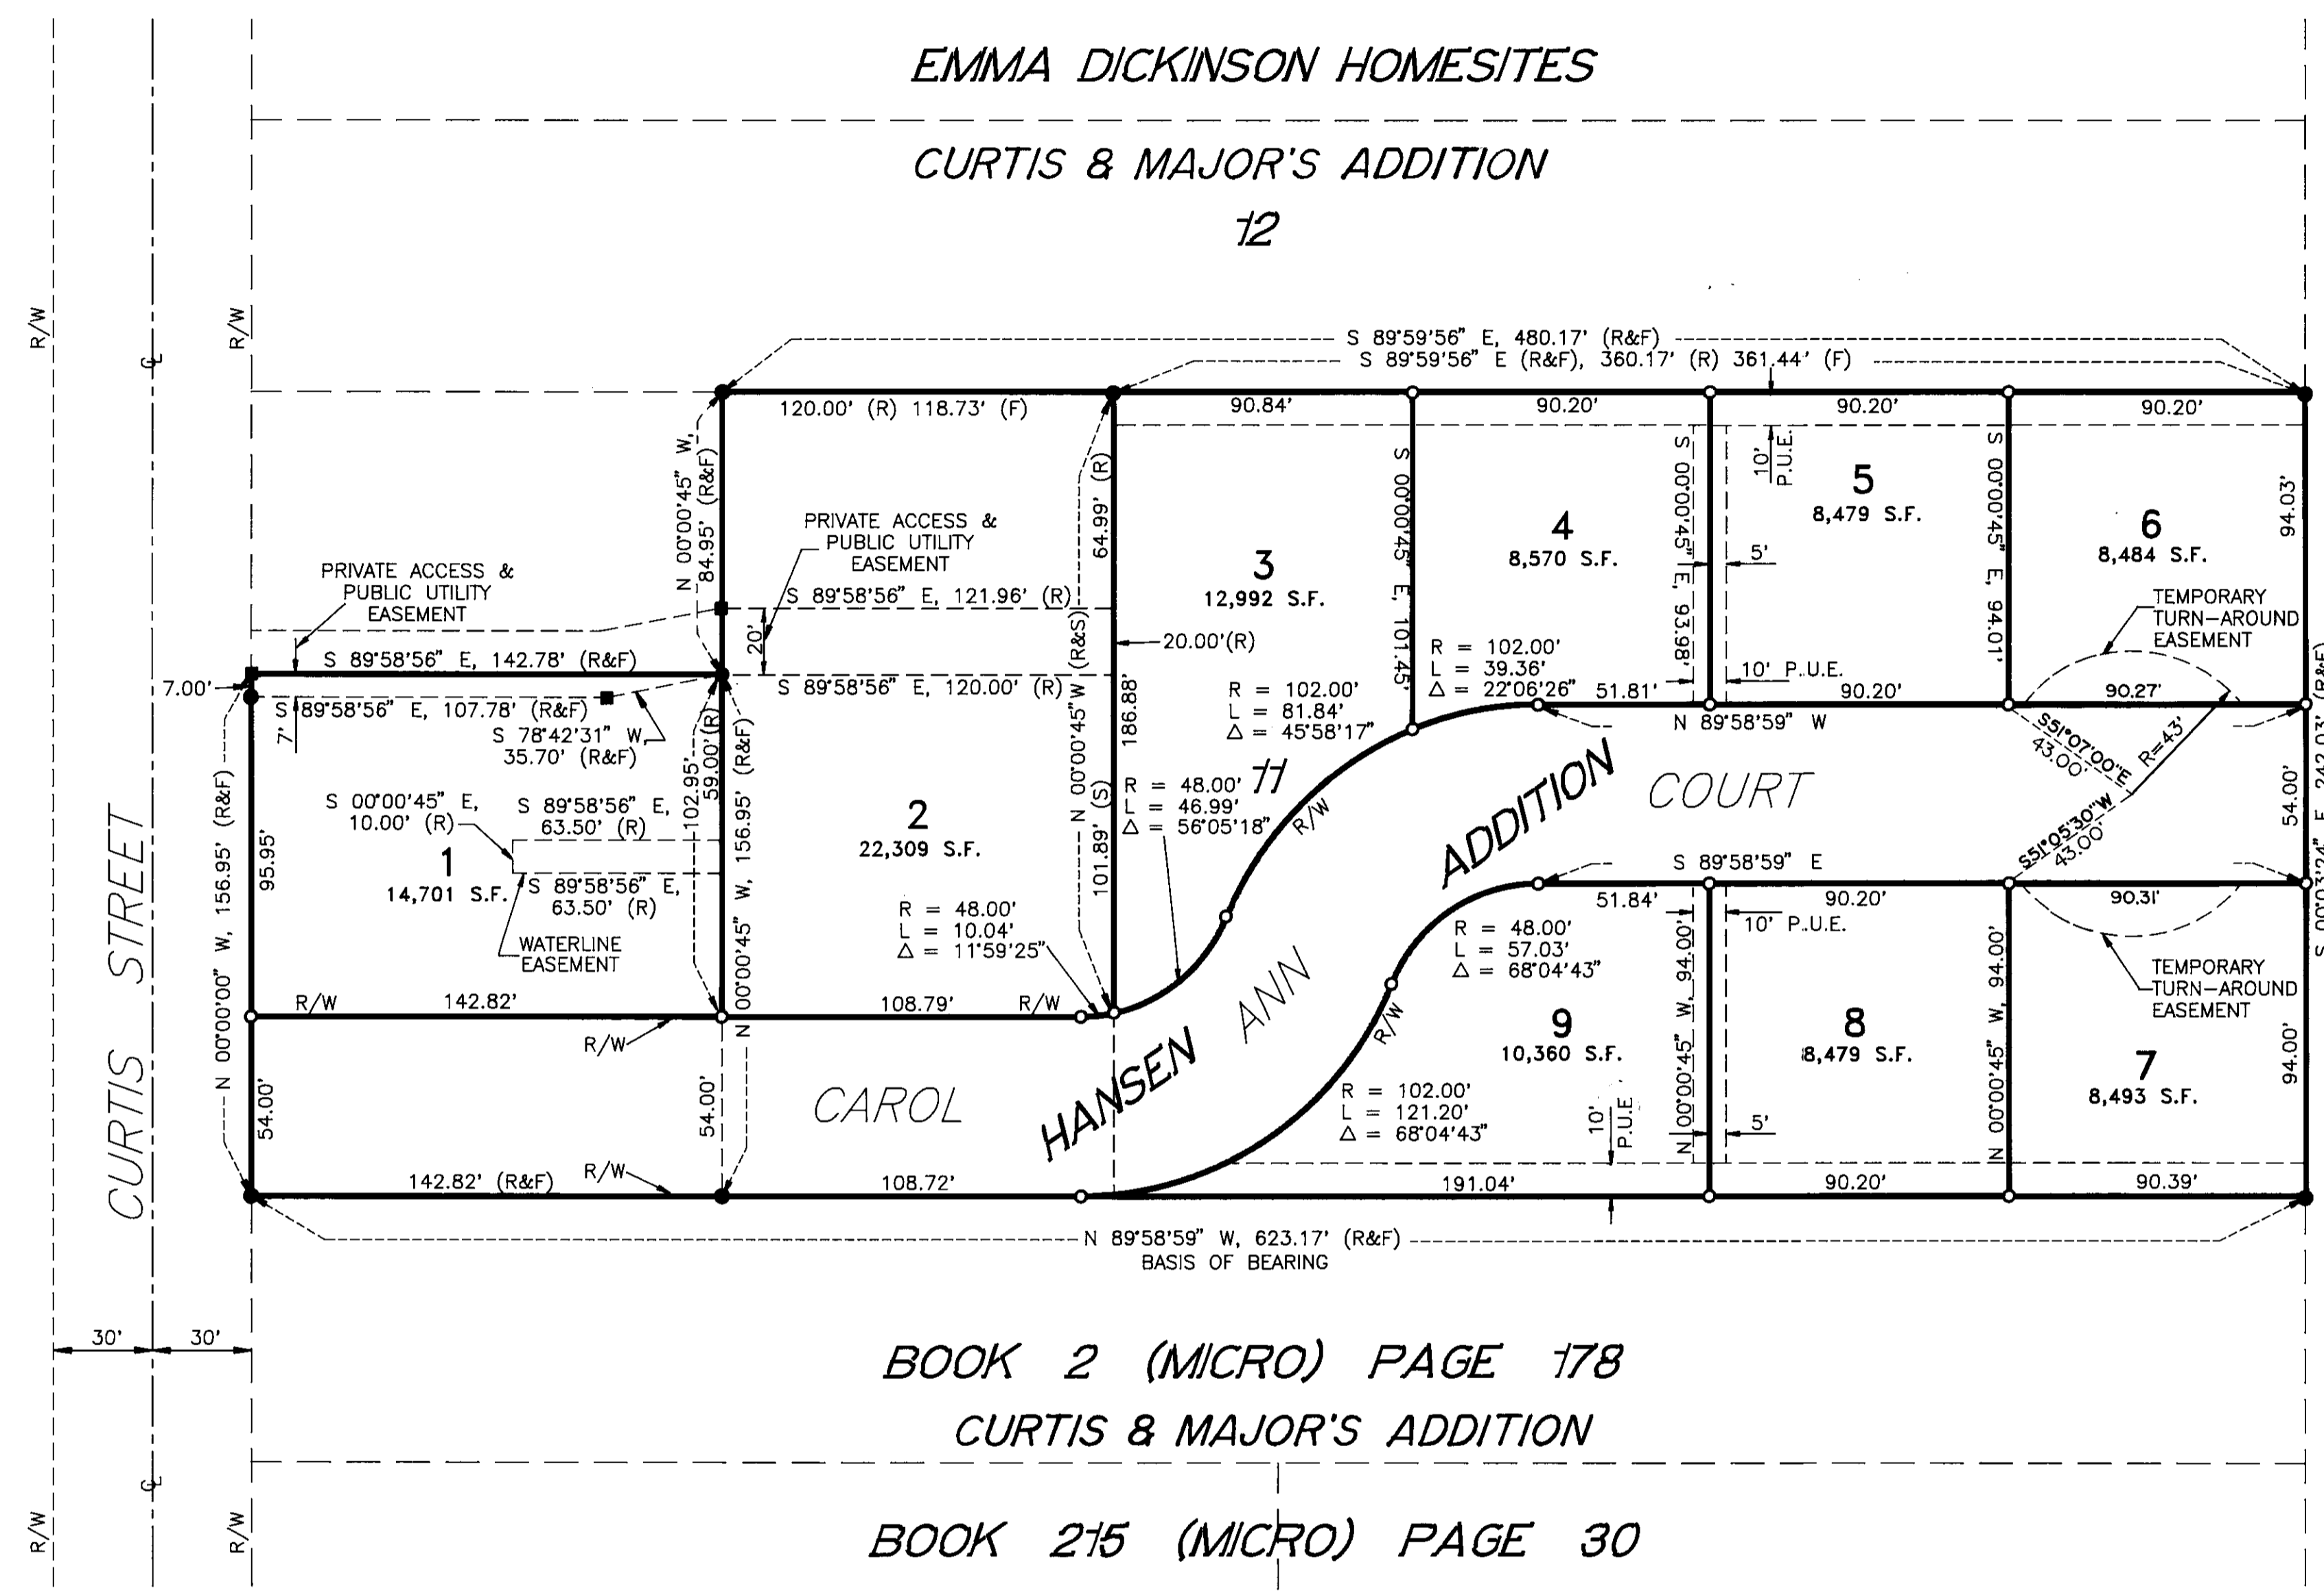 EMMA DICKINSON HOMESITES
CURTIS & MAJOR'S ADDITION
12
R/W
R/W
S 89°59'56" E, 480.17' (R&F)
S 89°59'56" E (R&F), 360.17' (R) 361.44' (F)
120.00' (R) 118.73' (F)
90.84'
90.20'
90.20'
90.20'
N 00°00'45" W,
84.95' (R&F)
64.99' (R)
S 00°00'45" E, 101.45'
S 00°00'45" E, 93.98'
10'
P.U.E.
5'
S 00°00'45" E, 94.01'
94.03'
3
12,992 S.F.
4
8,570 S.F.
5
8,479 S.F.
6
8,484 S.F.
PRIVATE ACCESS &
PUBLIC UTILITY
EASEMENT
PRIVATE ACCESS &
PUBLIC UTILITY
EASEMENT
S 89°58'56" E, 121.96' (R)
20'
20.00'(R)
TEMPORARY
TURN-AROUND
EASEMENT
S 89°58'56" E, 142.78' (R&F)
S 89°58'56" E, 120.00' (R)
7.00'
S 89°58'56" E, 107.78' (R&F)
7'
S 78°42'31" W,
35.70' (R&F)
59.00'(R)
102.95'
N 00°00'45" W, 156.95' (R&F)
N 00°00'45"W (R&S)
186.88'
101.89' (S)
R = 102.00'
L = 81.84'
Δ = 45°58'17"
R = 102.00'
L = 39.36'
Δ = 22°06'26"
51.81'
10' P.U.E.
90.20'
90.27'
N 89°58'59" W
S51°07'00"E
43.00'
R=43'
S51°05'30"W
43.00'
54.00'
S 00°03'24" E, 242.03' (R&F)
11
R = 48.00'
L = 46.99'
Δ = 56°05'18"
R/W
HANSEN ADDITION
CAROL ANN COURT
CURTIS STREET
N 00°00'00" W, 156.95' (R&F)
95.95'
S 00°00'45" E,
10.00' (R)
S 89°58'56" E,
63.50' (R)
1
14,701 S.F.
S 89°58'56" E,
63.50' (R)
WATERLINE
EASEMENT
2
22,309 S.F.
R = 48.00'
L = 10.04'
Δ = 11°59'25"
S 89°58'59" E
51.84'
90.20'
90.31'
10' P.U.E.
R = 48.00'
L = 57.03'
Δ = 68°04'43"
N 00°00'45" W, 94.00'
N 00°00'45" W, 94.00'
TEMPORARY
TURN-AROUND
EASEMENT
R/W
142.82'
R/W
108.79'
R/W
R/W
9
10,360 S.F.
8
8,479 S.F.
7
8,493 S.F.
94.00'
R = 102.00'
L = 121.20'
Δ = 68°04'43"
10'
P.U.E
5'
54.00'
54.00'
142.82' (R&F)
R/W
108.72'
191.04'
90.20'
90.39'
N 89°58'59" W, 623.17' (R&F)
BASIS OF BEARING
30'
30'
BOOK 2 (MICRO) PAGE 178
CURTIS & MAJOR'S ADDITION
BOOK 215 (MICRO) PAGE 30
R/W
R/W